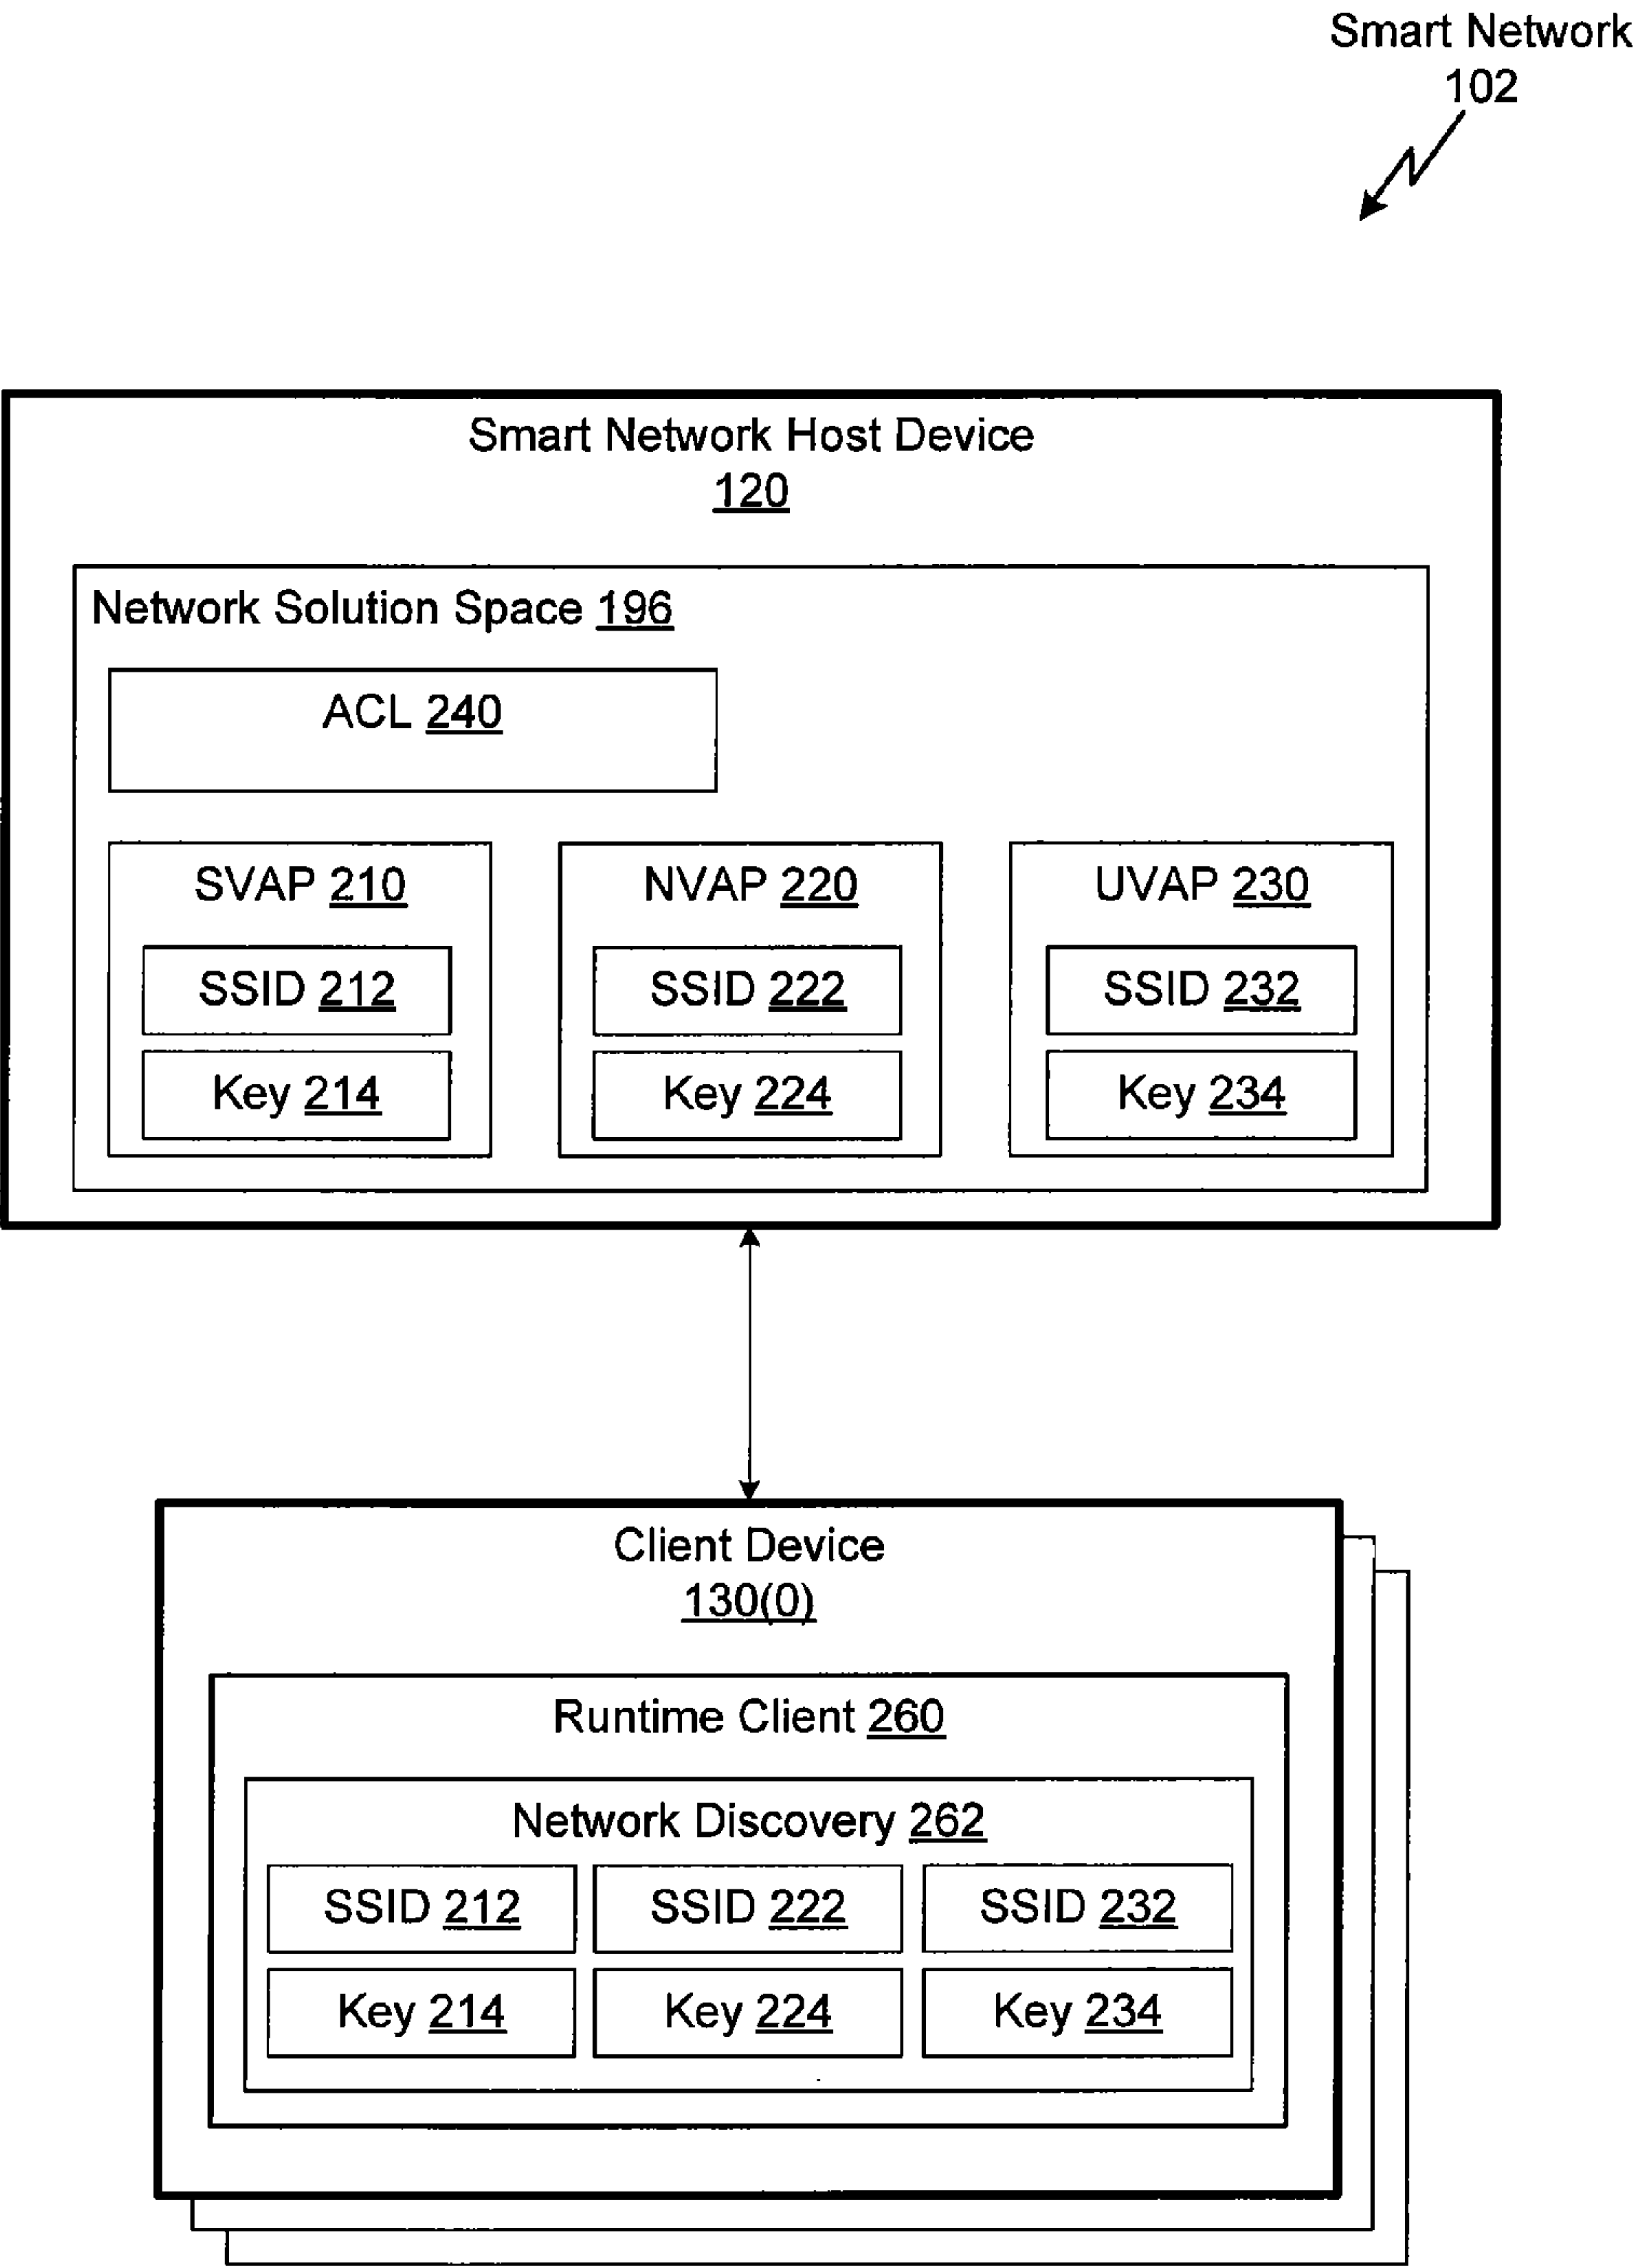 Smart Network
102
Smart Network Host Device
120
Network Solution Space 196
ACL 240
SVAP 210 NVAP 220 UVAP 230
SSID 212 SSID 222 SSID 232
Key 214 Key 224 Key 234
Client Device
130(0)
Runtime Client 260
Network Discovery 262
SSID 212 SSID 222 SSID 232
Key 214 Key 224 Key 234